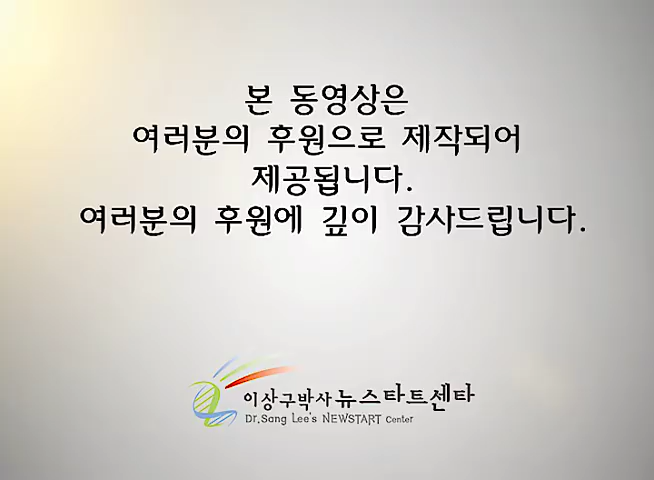 본 동영상은
여러분의 후원으로 제작되어
제공됩니다.
여러분의 후원에 깊이 감사드립니다.
이상구박사 뉴스타트센타
Dr.Sang Lee's NEWSTART Center